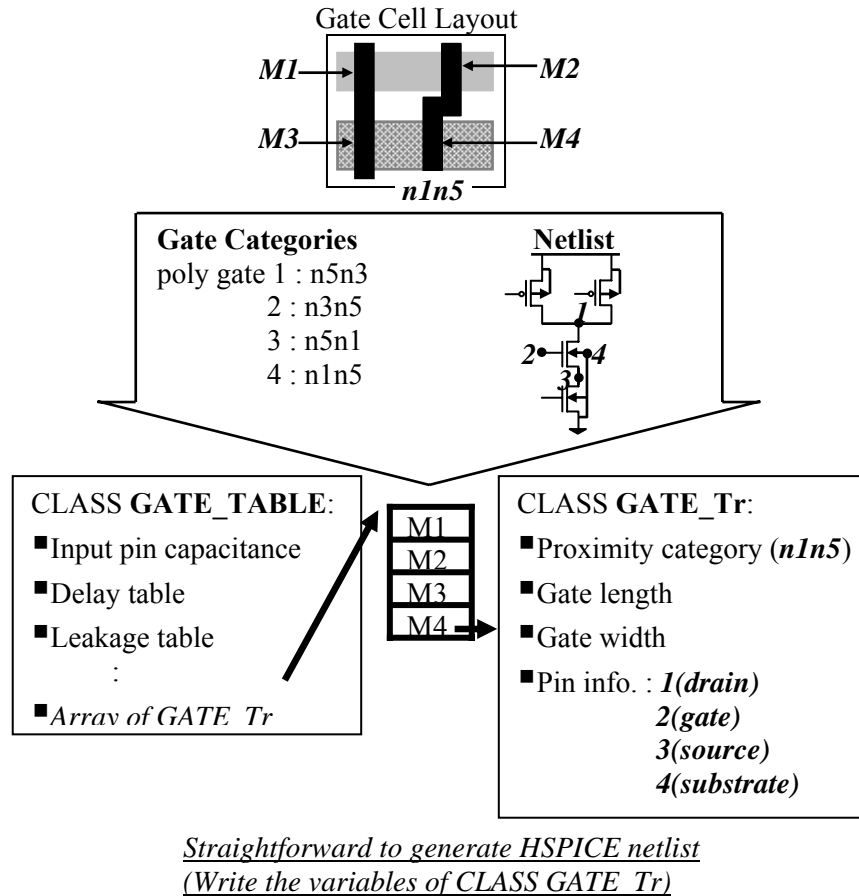 Gate Cell Layout
M1
M2
M3
M4
n1n5
Gate Categories
poly gate 1 : n5n3
2 : n3n5
3 : n5n1
4 : n1n5
Netlist
1
2
4
3
CLASS GATE_TABLE:
▪Input pin capacitance
▪Delay table
▪Leakage table
:
▪Array of GATE_Tr
M1
M2
M3
M4
CLASS GATE_Tr:
▪Proximity category (n1n5)
▪Gate length
▪Gate width
▪Pin info. : 1(drain)
2(gate)
3(source)
4(substrate)
Straightforward to generate HSPICE netlist
(Write the variables of CLASS GATE_Tr)